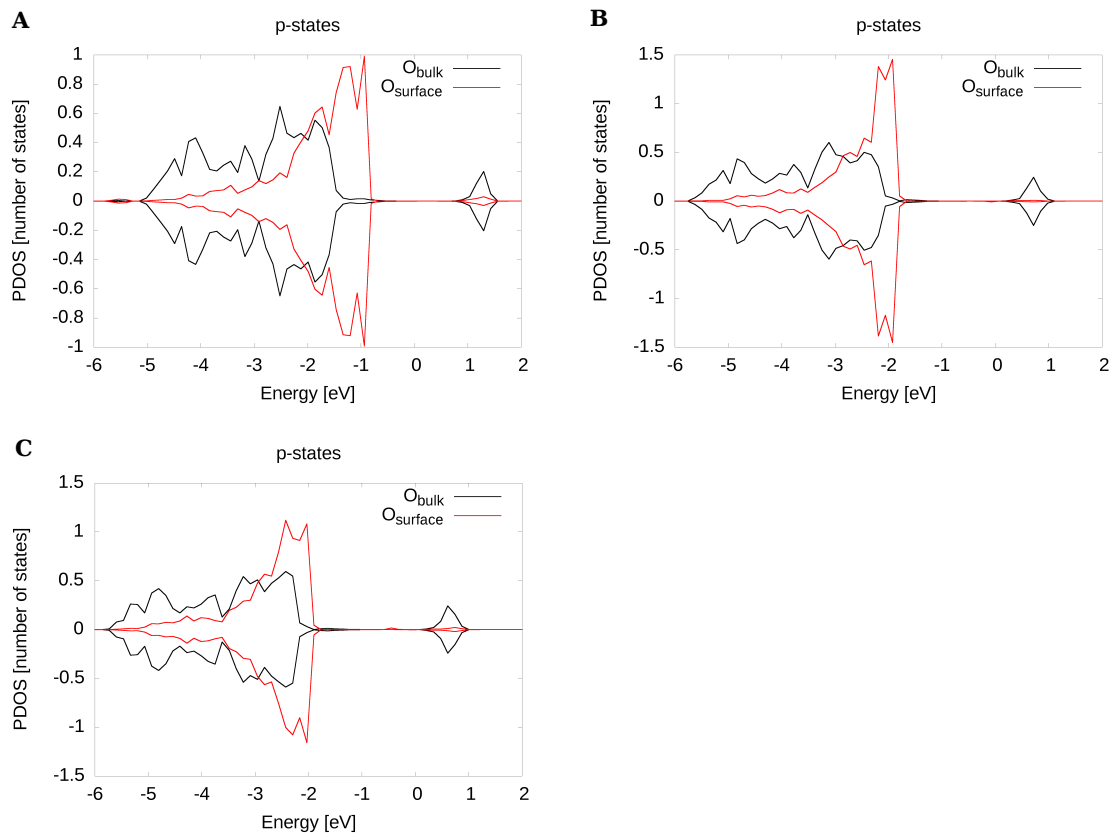 A
p-states
PDOS [number of states]
1
0.8
0.6
0.4
0.2
0
-0.2
-0.4
-0.6
-0.8
-1
-6 -5 -4 -3 -2 -1 0 1 2
Energy [eV]
Obulk
Osurface
B
p-states
PDOS [number of states]
1.5
1
0.5
0
-0.5
-1
-1.5
-6 -5 -4 -3 -2 -1 0 1 2
Energy [eV]
Obulk
Osurface
C
p-states
PDOS [number of states]
1.5
1
0.5
0
-0.5
-1
-1.5
-6 -5 -4 -3 -2 -1 0 1 2
Energy [eV]
Obulk
Osurface